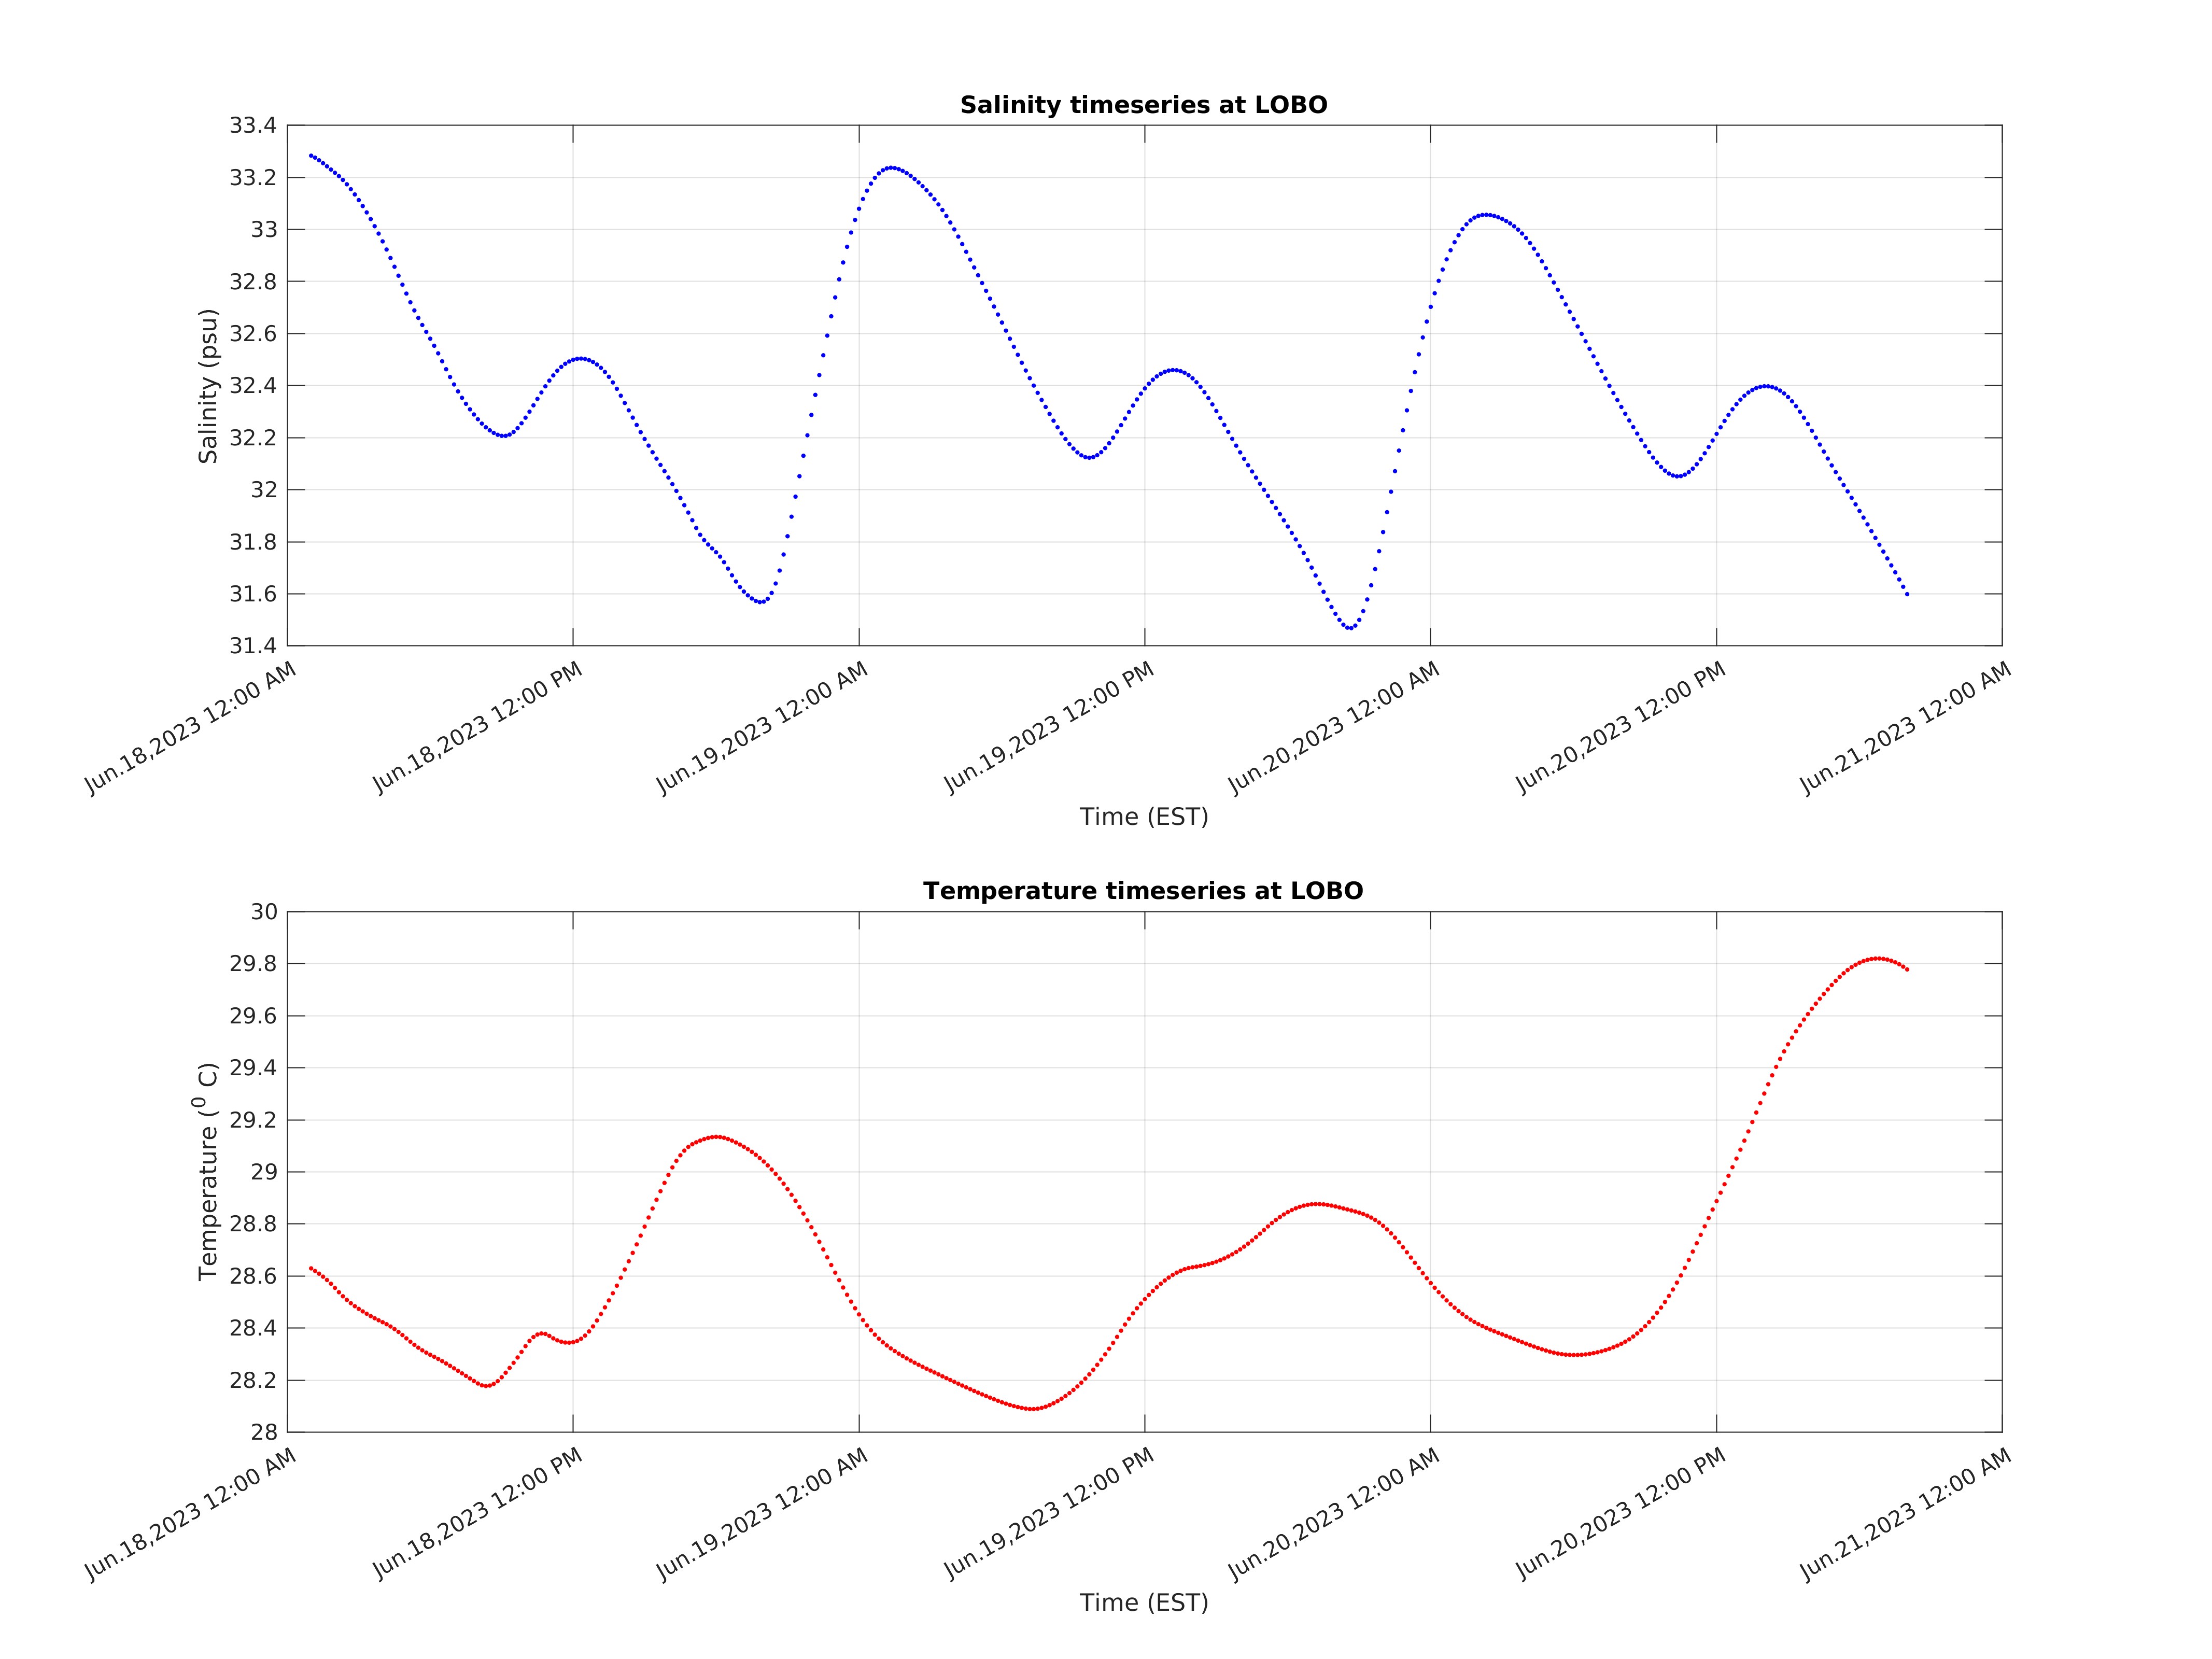 Salinity timeseries at LOBO
33.4
33.2
33
32.8
32.6
32.4
32.2
32
31.8
31.6
31.4
Salinity (psu)
Jun.18,2023 12:00 AM
Jun.18,2023 12:00 PM
Jun.19,2023 12:00 AM
Jun.19,2023 12:00 PM
Jun.20,2023 12:00 AM
Jun.20,2023 12:00 PM
Jun.21,2023 12:00 AM
Time (EST)
Temperature timeseries at LOBO
30
29.8
29.6
29.4
29.2
29
28.8
28.6
28.4
28.2
28
Temperature (⁰ C)
Jun.18,2023 12:00 AM
Jun.18,2023 12:00 PM
Jun.19,2023 12:00 AM
Jun.19,2023 12:00 PM
Jun.20,2023 12:00 AM
Jun.20,2023 12:00 PM
Jun.21,2023 12:00 AM
Time (EST)